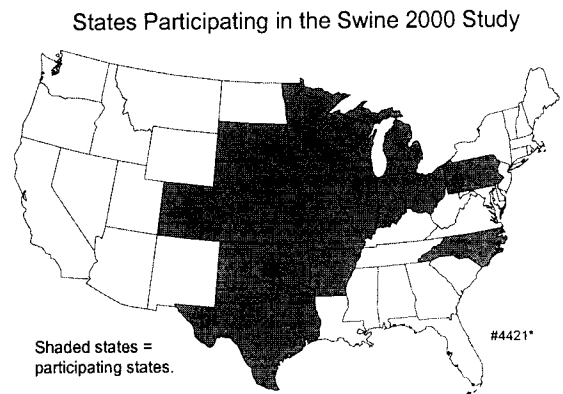 States Participating in the Swine 2000 Study
#4421*
Shaded states =
participating states.